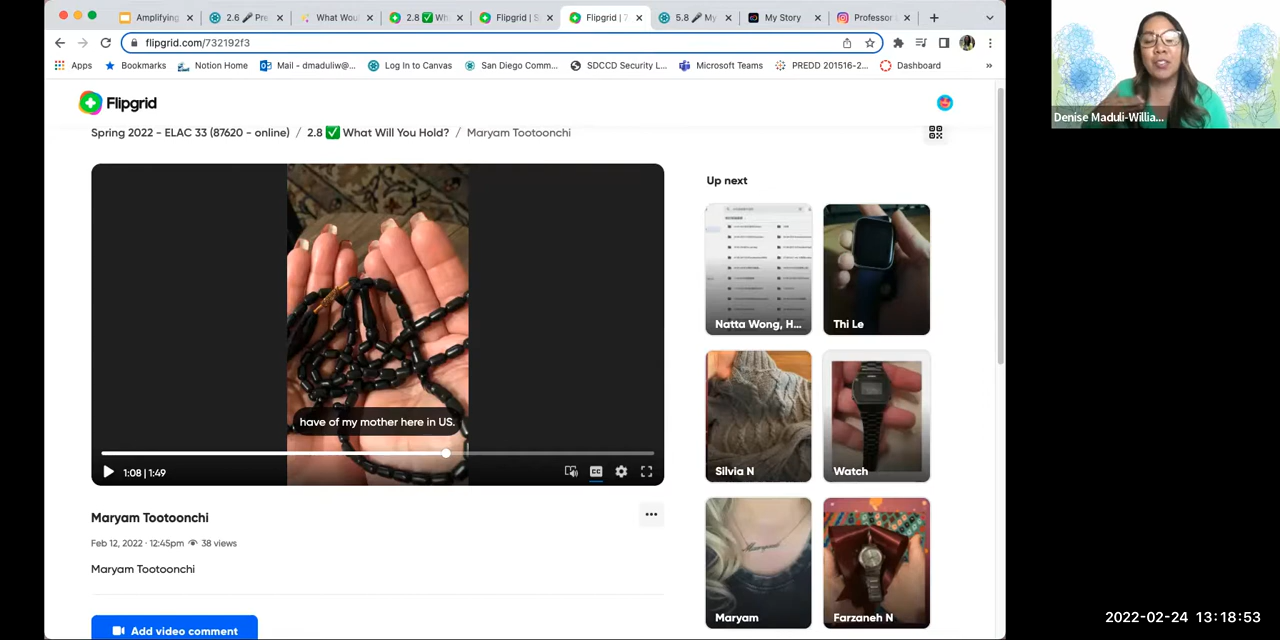 Amplifying
2.6 🎤 Pre
What Wou
2.8 ✅ W
Flipgrid | S
Flipgrid | 7
5.8 🎤 My
My Story
Professor
flipgrid.com/732192f3
Apps
Bookmarks
Notion Home
Mail - dmaduliw...
Log In to Canvas
San Diego Comm...
SDCCD Security L...
Microsoft Teams
PREDD 201516-2...
Dashboard
»
Flipgrid
Spring 2022 - ELAC 33 (87620 - online) / 2.8 ✅ What Will You Hold? / Maryam Tootoonchi
have of my mother here in US.
1:08 | 1:49
CC
Maryam Tootoonchi
Feb 12, 2022 · 12:45pm 38 views
Maryam Tootoonchi
Add video comment
Up next
Natta Wong, H...
Thi Le
Silvia N
Watch
Maryam
Farzaneh N
Denise Maduli-Willia...
2022-02-24 13:18:53